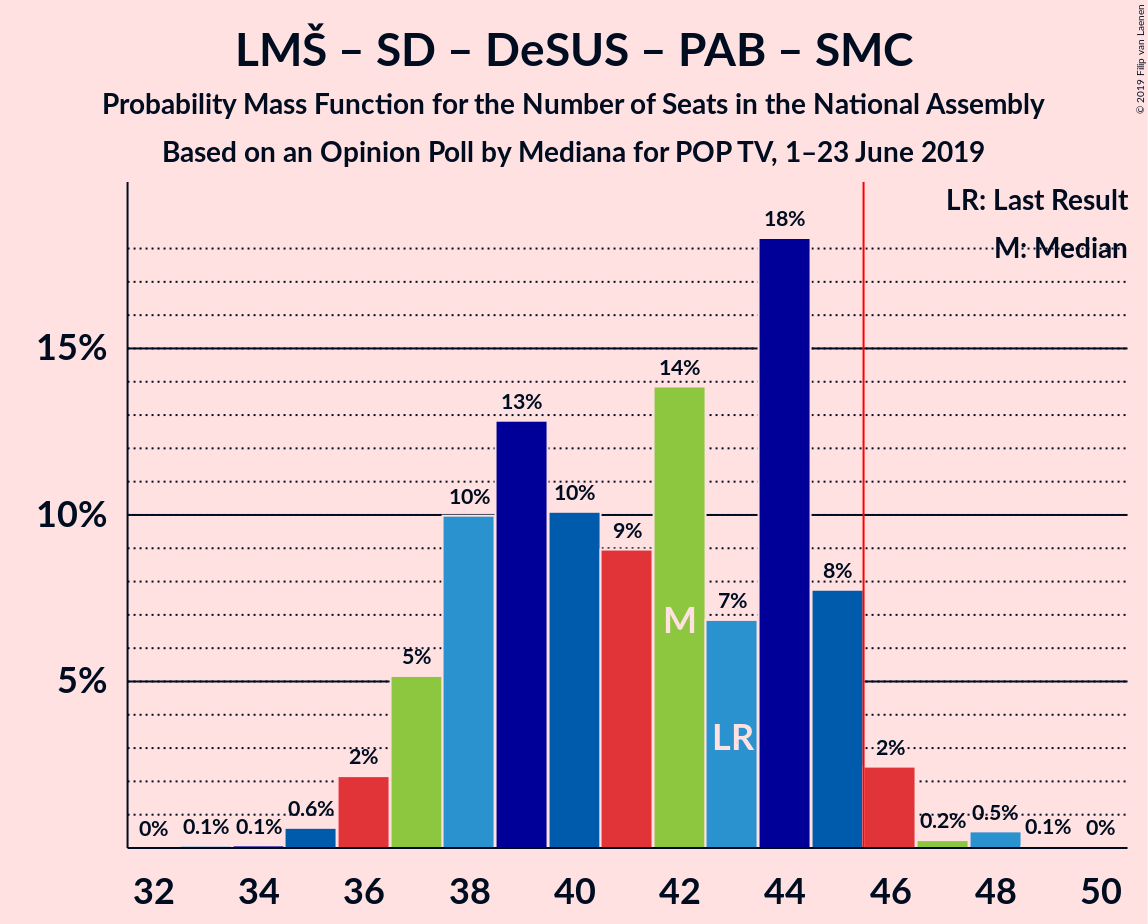 LMŠ – SD – DeSUS – PAB – SMC
Probability Mass Function for the Number of Seats in the National Assembly
Based on an Opinion Poll by Mediana for POP TV, 1–23 June 2019
© 2019 Filip van Laenen
LR: Last Result
M: Median
18%
15%
14%
13%
10%
10%
10%
9%
8%
7%
M
5%
5%
LR
2%
2%
0.6%
0.5%
0.2%
0% 0.1% 0.1%
0.1% 0%
32 34 36 38 40 42 44 46 48 50